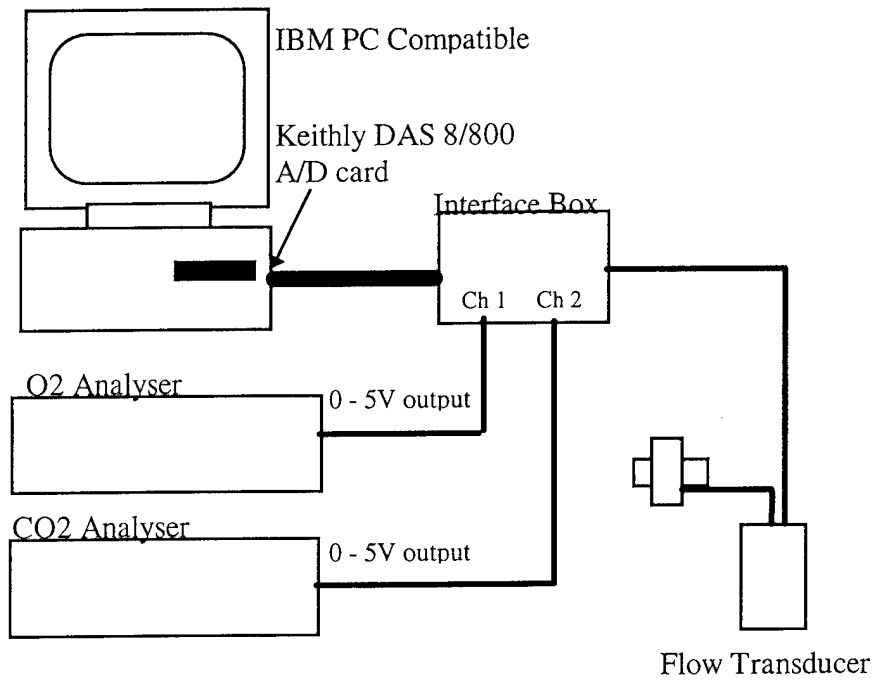 IBM PC Compatible
Keithly DAS 8/800
A/D card
Interface Box
Ch 1 Ch 2
O2 Analyser
0 - 5V output
CO2 Analyser
0 - 5V output
Flow Transducer